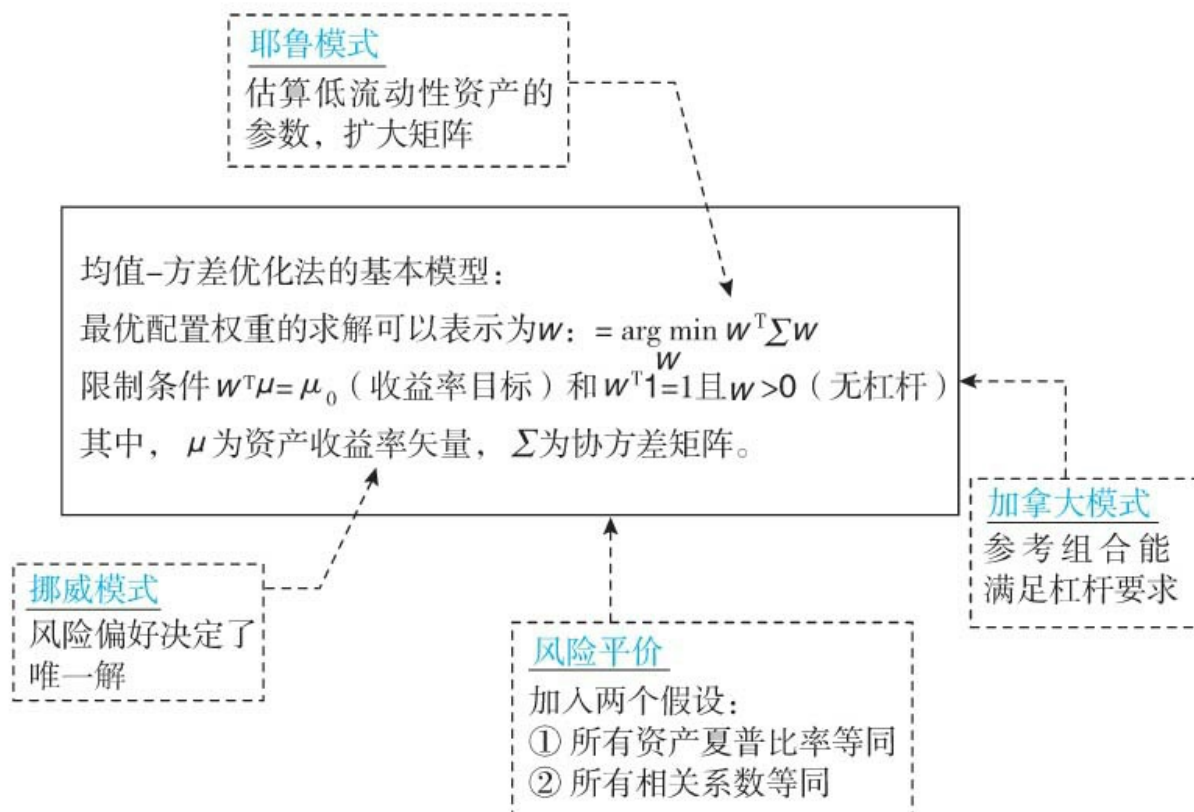 耶鲁模式
估算低流动性资产的
参数，扩大矩阵
均值-方差优化法的基本模型：
最优配置权重的求解可以表示为w：= arg min wᵀΣw
w
限制条件wᵀμ=μ₀（收益率目标）和wᵀ1=1且w>0（无杠杆）
其中，μ为资产收益率矢量，Σ为协方差矩阵。
加拿大模式
参考组合能
满足杠杆要求
挪威模式
风险偏好决定了
唯一解
风险平价
加入两个假设：
① 所有资产夏普比率等同
② 所有相关系数等同